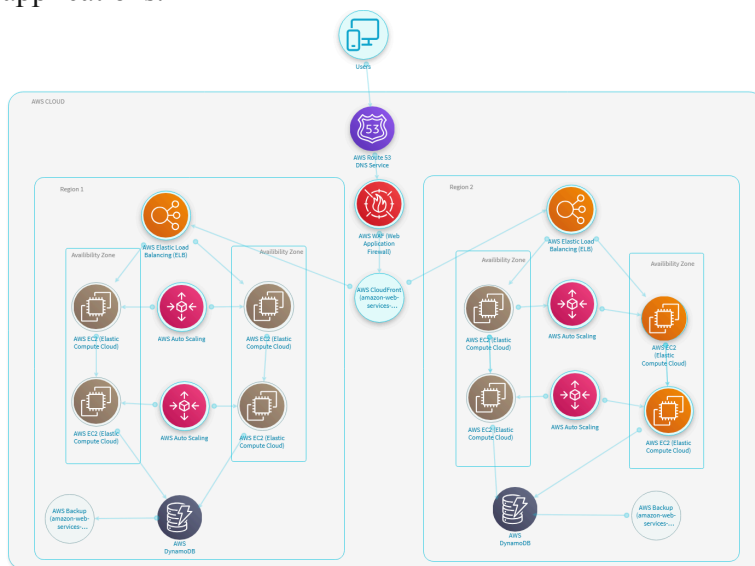 applications.
Users
AWS CLOUD
AWS Route 53
DNS Service
Region 1
Region 2
AWS WAF (Web
Application
Firewall)
AWS Elastic Load
Balancing (ELB)
AWS Elastic Load
Balancing (ELB)
Availibility Zone
Availibility Zone
Availibility Zone
Availibility Zone
AWS CloudFront
(amazon-web-
services-...
AWS EC2 (Elastic
Compute Cloud)
AWS Auto Scaling
AWS EC2 (Elastic
Compute Cloud)
AWS EC2 (Elastic
Compute Cloud)
AWS Auto Scaling
AWS EC2
(Elastic
Compute Cloud)
AWS EC2 (Elastic
Compute Cloud)
AWS Auto Scaling
AWS EC2 (Elastic
Compute Cloud)
AWS EC2 (Elastic
Compute Cloud)
AWS Auto Scaling
AWS EC2 (Elastic
Compute Cloud)
AWS Backup
(amazon-web-
services-...
AWS
DynamoDB
AWS
DynamoDB
AWS Backup
(amazon-web-
services-...
53